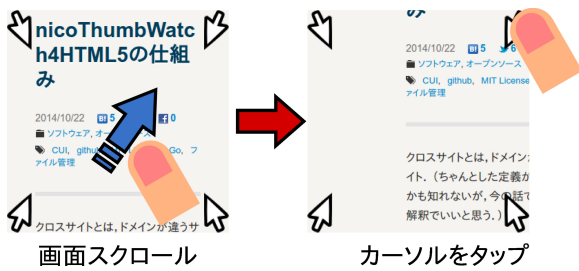 nicoThumbWatc
h4HTML5の仕組
み
2014/10/22 B! 5 0
ソフトウェア, オー
CUI, githu Go, フ
ァイル管理
クロスサイトとは,ドメインが違うサ
画面スクロール
み
2014/10/22 B! 5 6
ソフトウェア, オープンソース
CUI, github, MIT License
ァイル管理
クロスサイトとは,ドメイン
イト. (ちゃんとした定義が
かも知れないが, 今の話で
解釈でいいと思う. )
カーソルをタップ